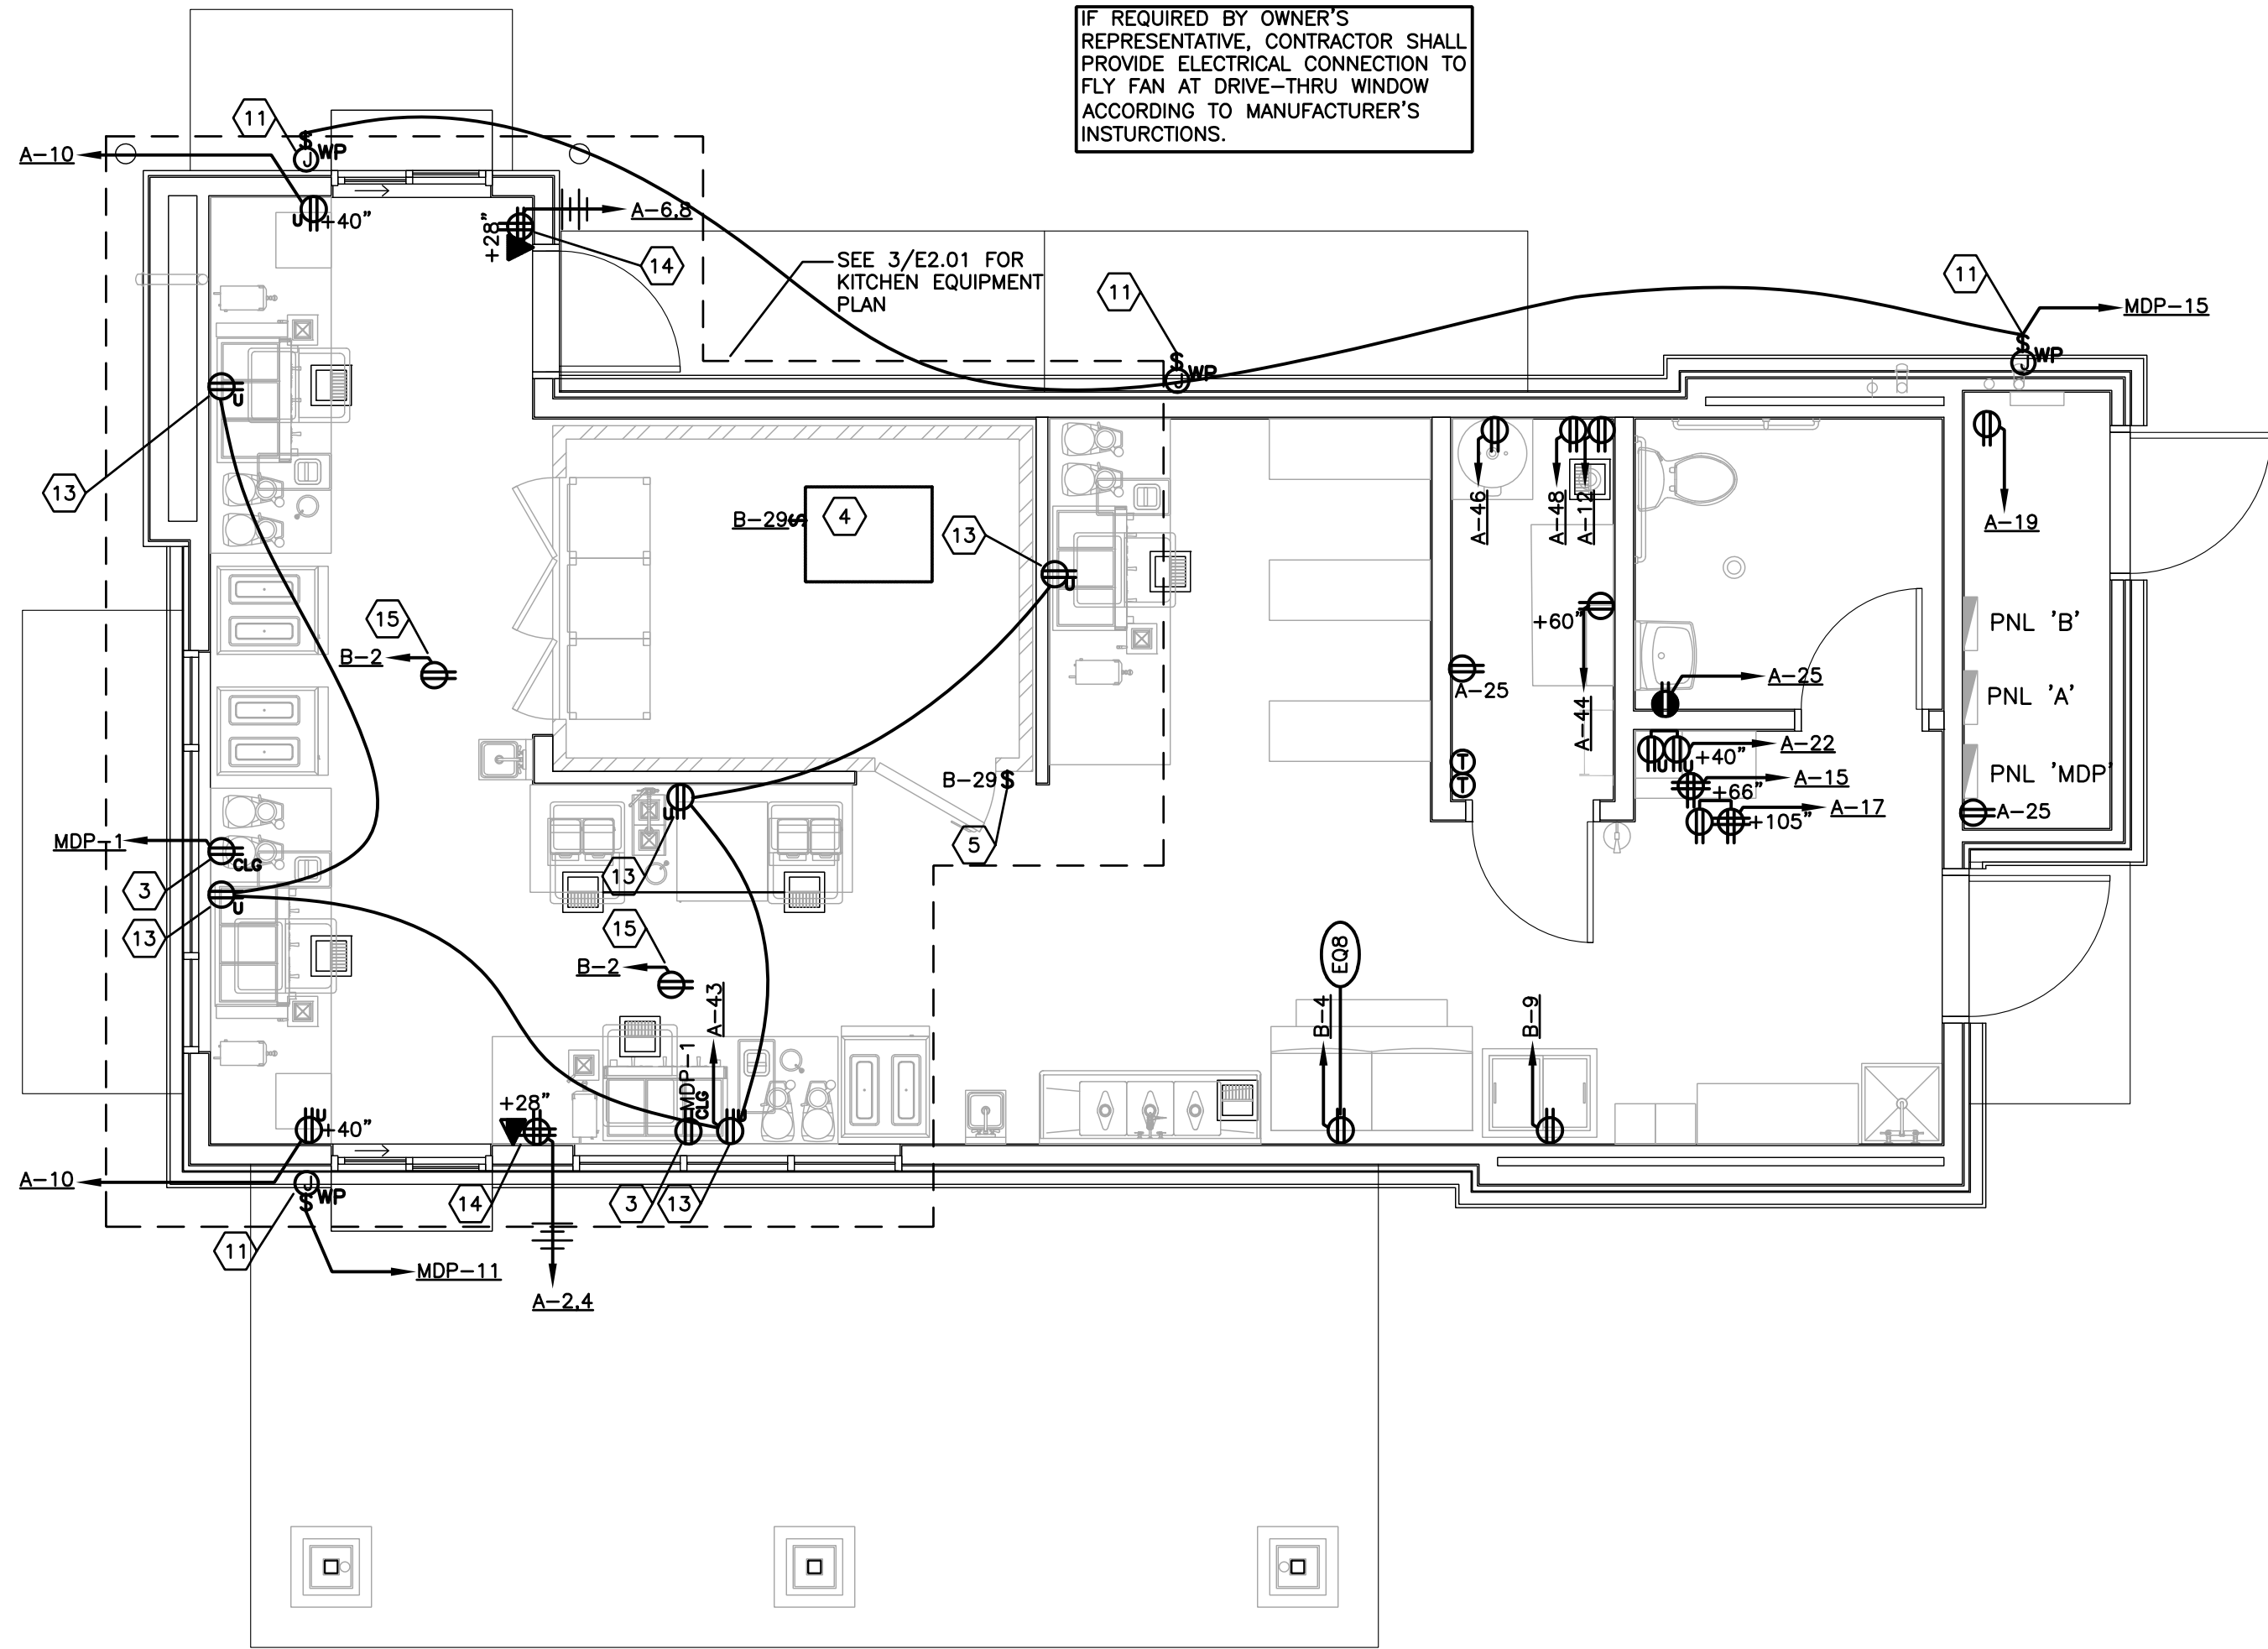 IF REQUIRED BY OWNER'S
REPRESENTATIVE, CONTRACTOR SHALL
PROVIDE ELECTRICAL CONNECTION TO
FLY FAN AT DRIVE-THRU WINDOW
ACCORDING TO MANUFACTURER'S
INSTURCTIONS.
11
$
J WP
A-10
U +40"
+28"
A-6,8
14
SEE 3/E2.01 FOR
KITCHEN EQUIPMENT
PLAN
11
$
J WP
11
$
J WP
MDP-15
13
U
B-29$
4
13
U
A-46
A-48
A-12
A-19
15
B-2
+60"
A-25
A-44
PNL 'B'
A-25
PNL 'A'
U U +40"
A-22
T
T
A-15
+66"
PNL 'MDP'
+105"
A-17
A-25
B-29 $
5
U
13
MDP-1
CLG
3
U
13
15
B-2
A-43
EQ8
B-4
B-9
MDP-1
CLG
U
U +40"
+28"
A-10
J WP
$
14
3
13
11
MDP-11
A-2,4